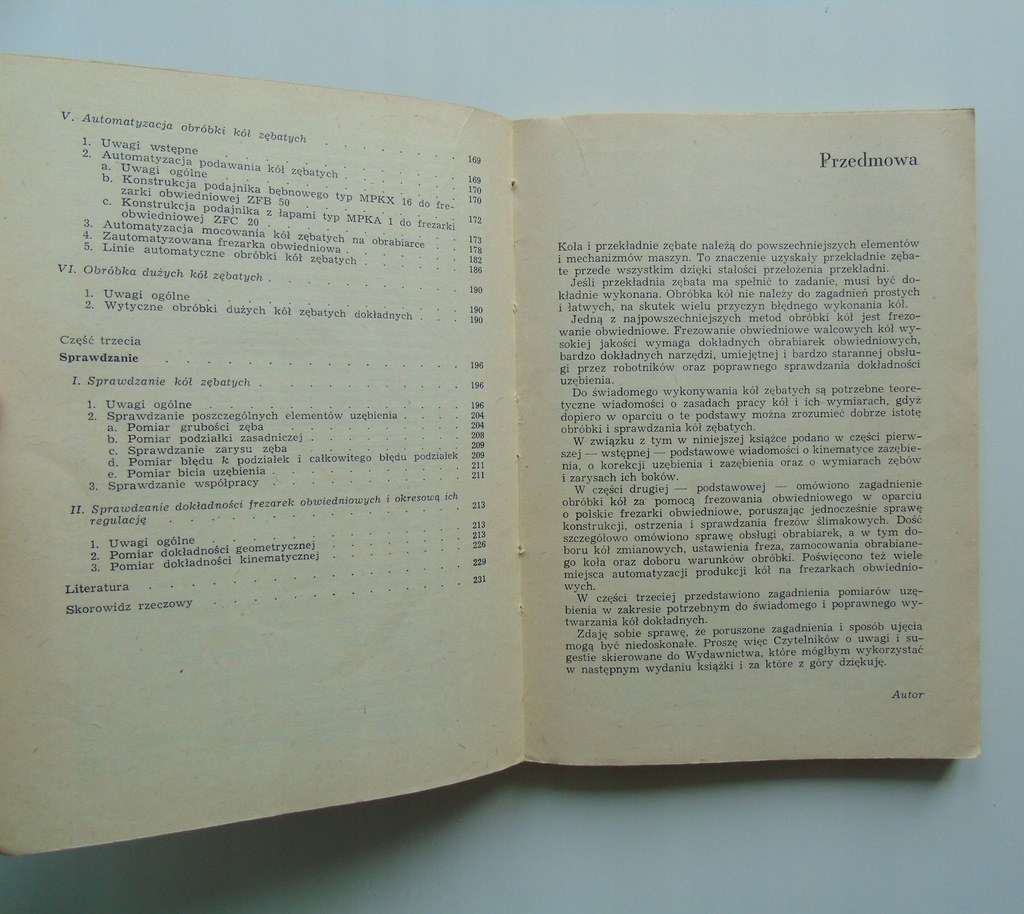 V. Automatyzacja obróbki kół zębatych . . . . . . . 169
1. Uwagi wstępne . . . . . . . . . . 169
2. Automatyzacja podawania kół zębatych . . . . . . 170
a. Uwagi ogólne . . . . . . . . . . 170
b. Konstrukcja podajnika bębnowego typ MPKX 16 do fre-
zarki obwiedniowej ZFB 50 . . . . . . . 172
c. Konstrukcja podajnika z łapami typ MPKA 1 do frezarki
obwiedniowej ZFC 20 . . . . . . . . 173
3. Automatyzacja mocowania kół zębatych na obrabiarce . . 178
4. Zautomatyzowana frezarka obwiedniowa . . . . . . 182
5. Linie automatyczne obróbki kół zębatych . . . . . 186
VI. Obróbka dużych kół zębatych . . . . . . . . 190
1. Uwagi ogólne . . . . . . . . . . 190
2. Wytyczne obróbki dużych kół zębatych dokładnych . . . 190
Część trzecia
Sprawdzanie . . . . . . . . . . . 196
I. Sprawdzanie kół zębatych . . . . . . . . 196
1. Uwagi ogólne . . . . . . . . . . 196
2. Sprawdzanie poszczególnych elementów uzębienia . . . 204
a. Pomiar grubości zęba . . . . . . . . 204
b. Pomiar podziałki zasadniczej . . . . . . . 208
c. Sprawdzanie zarysu zęba . . . . . . . 209
d. Pomiar błędu k podziałek i całkowitego błędu podziałek 209
e. Pomiar bicia uzębienia . . . . . . . . 211
3. Sprawdzanie współpracy . . . . . . . . 211
II. Sprawdzanie dokładności frezarek obwiedniowych i okresową ich
regulację . . . . . . . . . . . 213
1. Uwagi ogólne . . . . . . . . . . 213
2. Pomiar dokładności geometrycznej . . . . . . 213
3. Pomiar dokładności kinematycznej . . . . . . 226
Literatura . . . . . . . . . . . . 229
Skorowidz rzeczowy . . . . . . . . . . 231
Przedmowa
Koła i przekładnie zębate należą do powszechniejszych elementów
i mechanizmów maszyn. To znaczenie uzyskały przekładnie zęba-
te przede wszystkim dzięki stałości przełożenia przekładni.
Jeśli przekładnia zębata ma spełnić to zadanie, musi być do-
kładnie wykonana. Obróbka kół nie należy do zagadnień prostych
i łatwych, na skutek wielu przyczyn błędnego wykonania kół.
Jedną z najpowszechniejszych metod obróbki kół jest frezo-
wanie obwiedniowe. Frezowanie obwiedniowe walcowych kół wy-
sokiej jakości wymaga dokładnych obrabiarek obwiedniowych,
bardzo dokładnych narzędzi, umiejętnej i bardzo starannej obsłu-
gi przez robotników oraz poprawnego sprawdzania dokładności
uzębienia.
Do świadomego wykonywania kół zębatych są potrzebne teore-
tyczne wiadomości o zasadach pracy kół i ich wymiarach, gdyż
dopiero w oparciu o te podstawy można zrozumieć dobrze istotę
obróbki i sprawdzania kół zębatych.
W związku z tym w niniejszej książce podano w części pierw-
szej — wstępnej — podstawowe wiadomości o kinematyce zazębie-
nia, o korekcji uzębienia i zazębienia oraz o wymiarach zębów
i zarysach ich boków.
W części drugiej — podstawowej — omówiono zagadnienie
obróbki kół za pomocą frezowania obwiedniowego w oparciu
o polskie frezarki obwiedniowe, poruszając jednocześnie sprawę
konstrukcji, ostrzenia i sprawdzania frezów ślimakowych. Dość
szczegółowo omówiono sprawę obsługi obrabiarek, a w tym do-
boru kół zmianowych, ustawienia freza, zamocowania obrabiane-
go koła oraz doboru warunków obróbki. Poświęcono też wiele
miejsca automatyzacji produkcji kół na frezarkach obwiednio-
wych.
W części trzeciej przedstawiono zagadnienia pomiarów uzę-
bienia w zakresie potrzebnym do świadomego i poprawnego wy-
twarzania kół dokładnych.
Zdaję sobie sprawę, że poruszone zagadnienia i sposób ujęcia
mogą być niedoskonałe. Proszę więc Czytelników o uwagi i su-
gestie skierowane do Wydawnictwa, które mógłbym wykorzystać
w następnym wydaniu książki i za które z góry dziękuję.
Autor